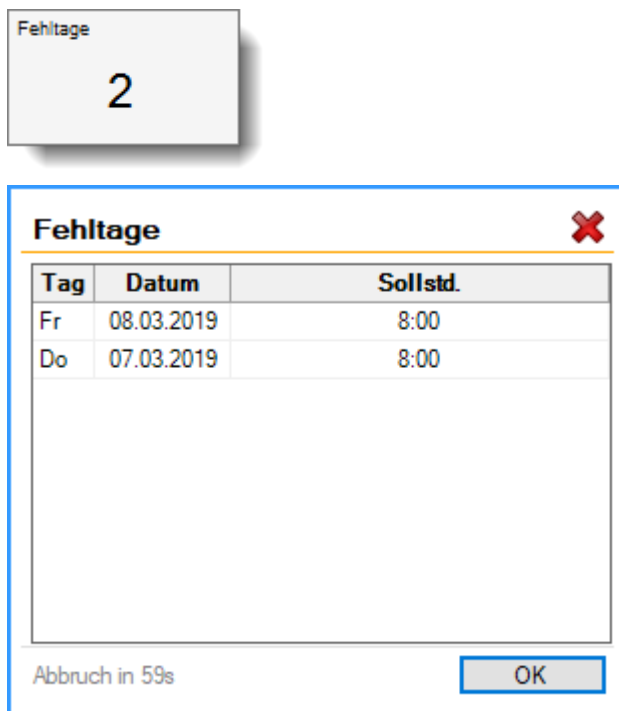 Fehltage
2
Fehltage
Tag Datum Sollstd.
Fr 08.03.2019 8:00
Do 07.03.2019 8:00
Abbruch in 59s OK